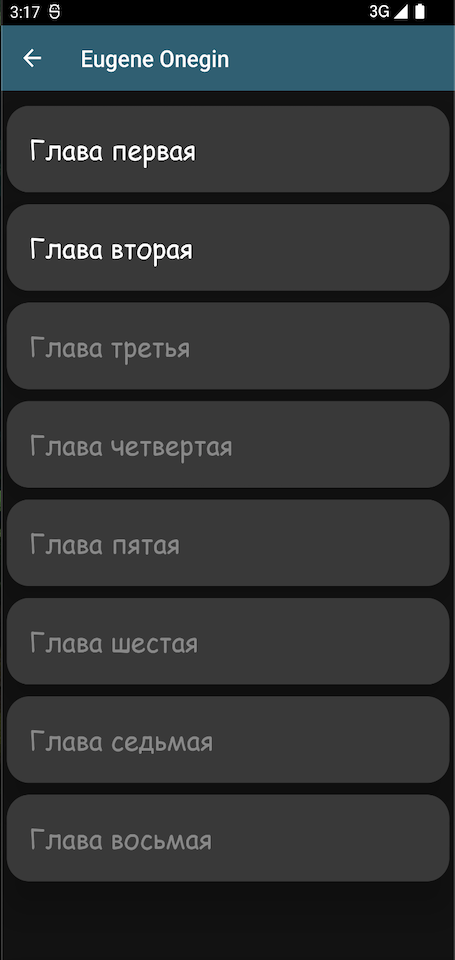 3:17
3G
Eugene Onegin
Глава первая
Глава вторая
Глава третья
Глава четвертая
Глава пятая
Глава шестая
Глава седьмая
Глава восьмая